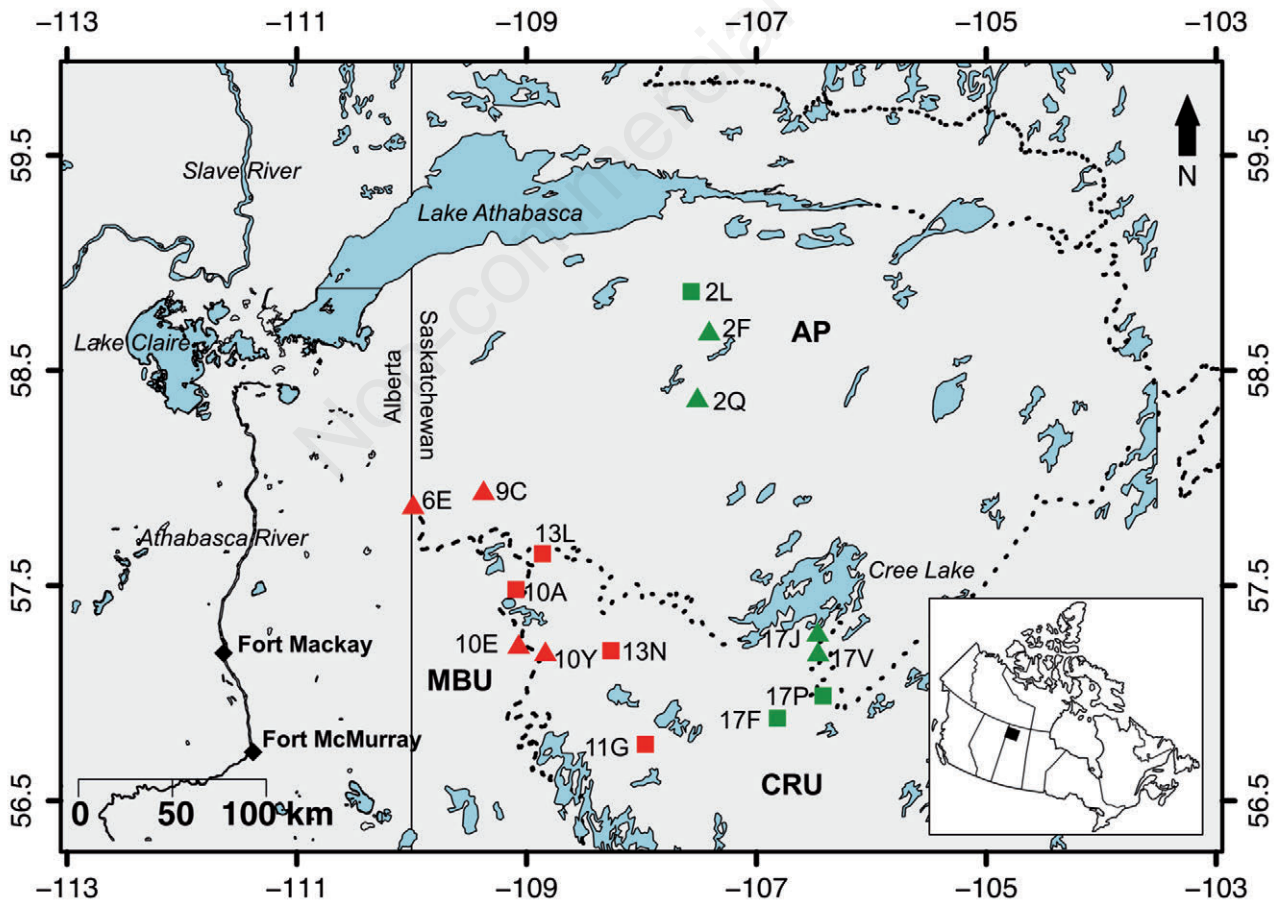 −113
−111
−109
−107
−105
−103
Non-commercial
59.5
59.5
Slave River
N
Lake Athabasca
2L
2F
AP
Lake Claire
Alberta
Saskatchewan
58.5
58.5
2Q
6E
9C
13L
Athabasca River
Cree Lake
57.5
57.5
10A
17J
Fort Mackay
10E
10Y
13N
17V
MBU
17P
17F
Fort McMurray
11G
CRU
56.5
56.5
0 50 100 km
−113
−111
−109
−107
−105
−103